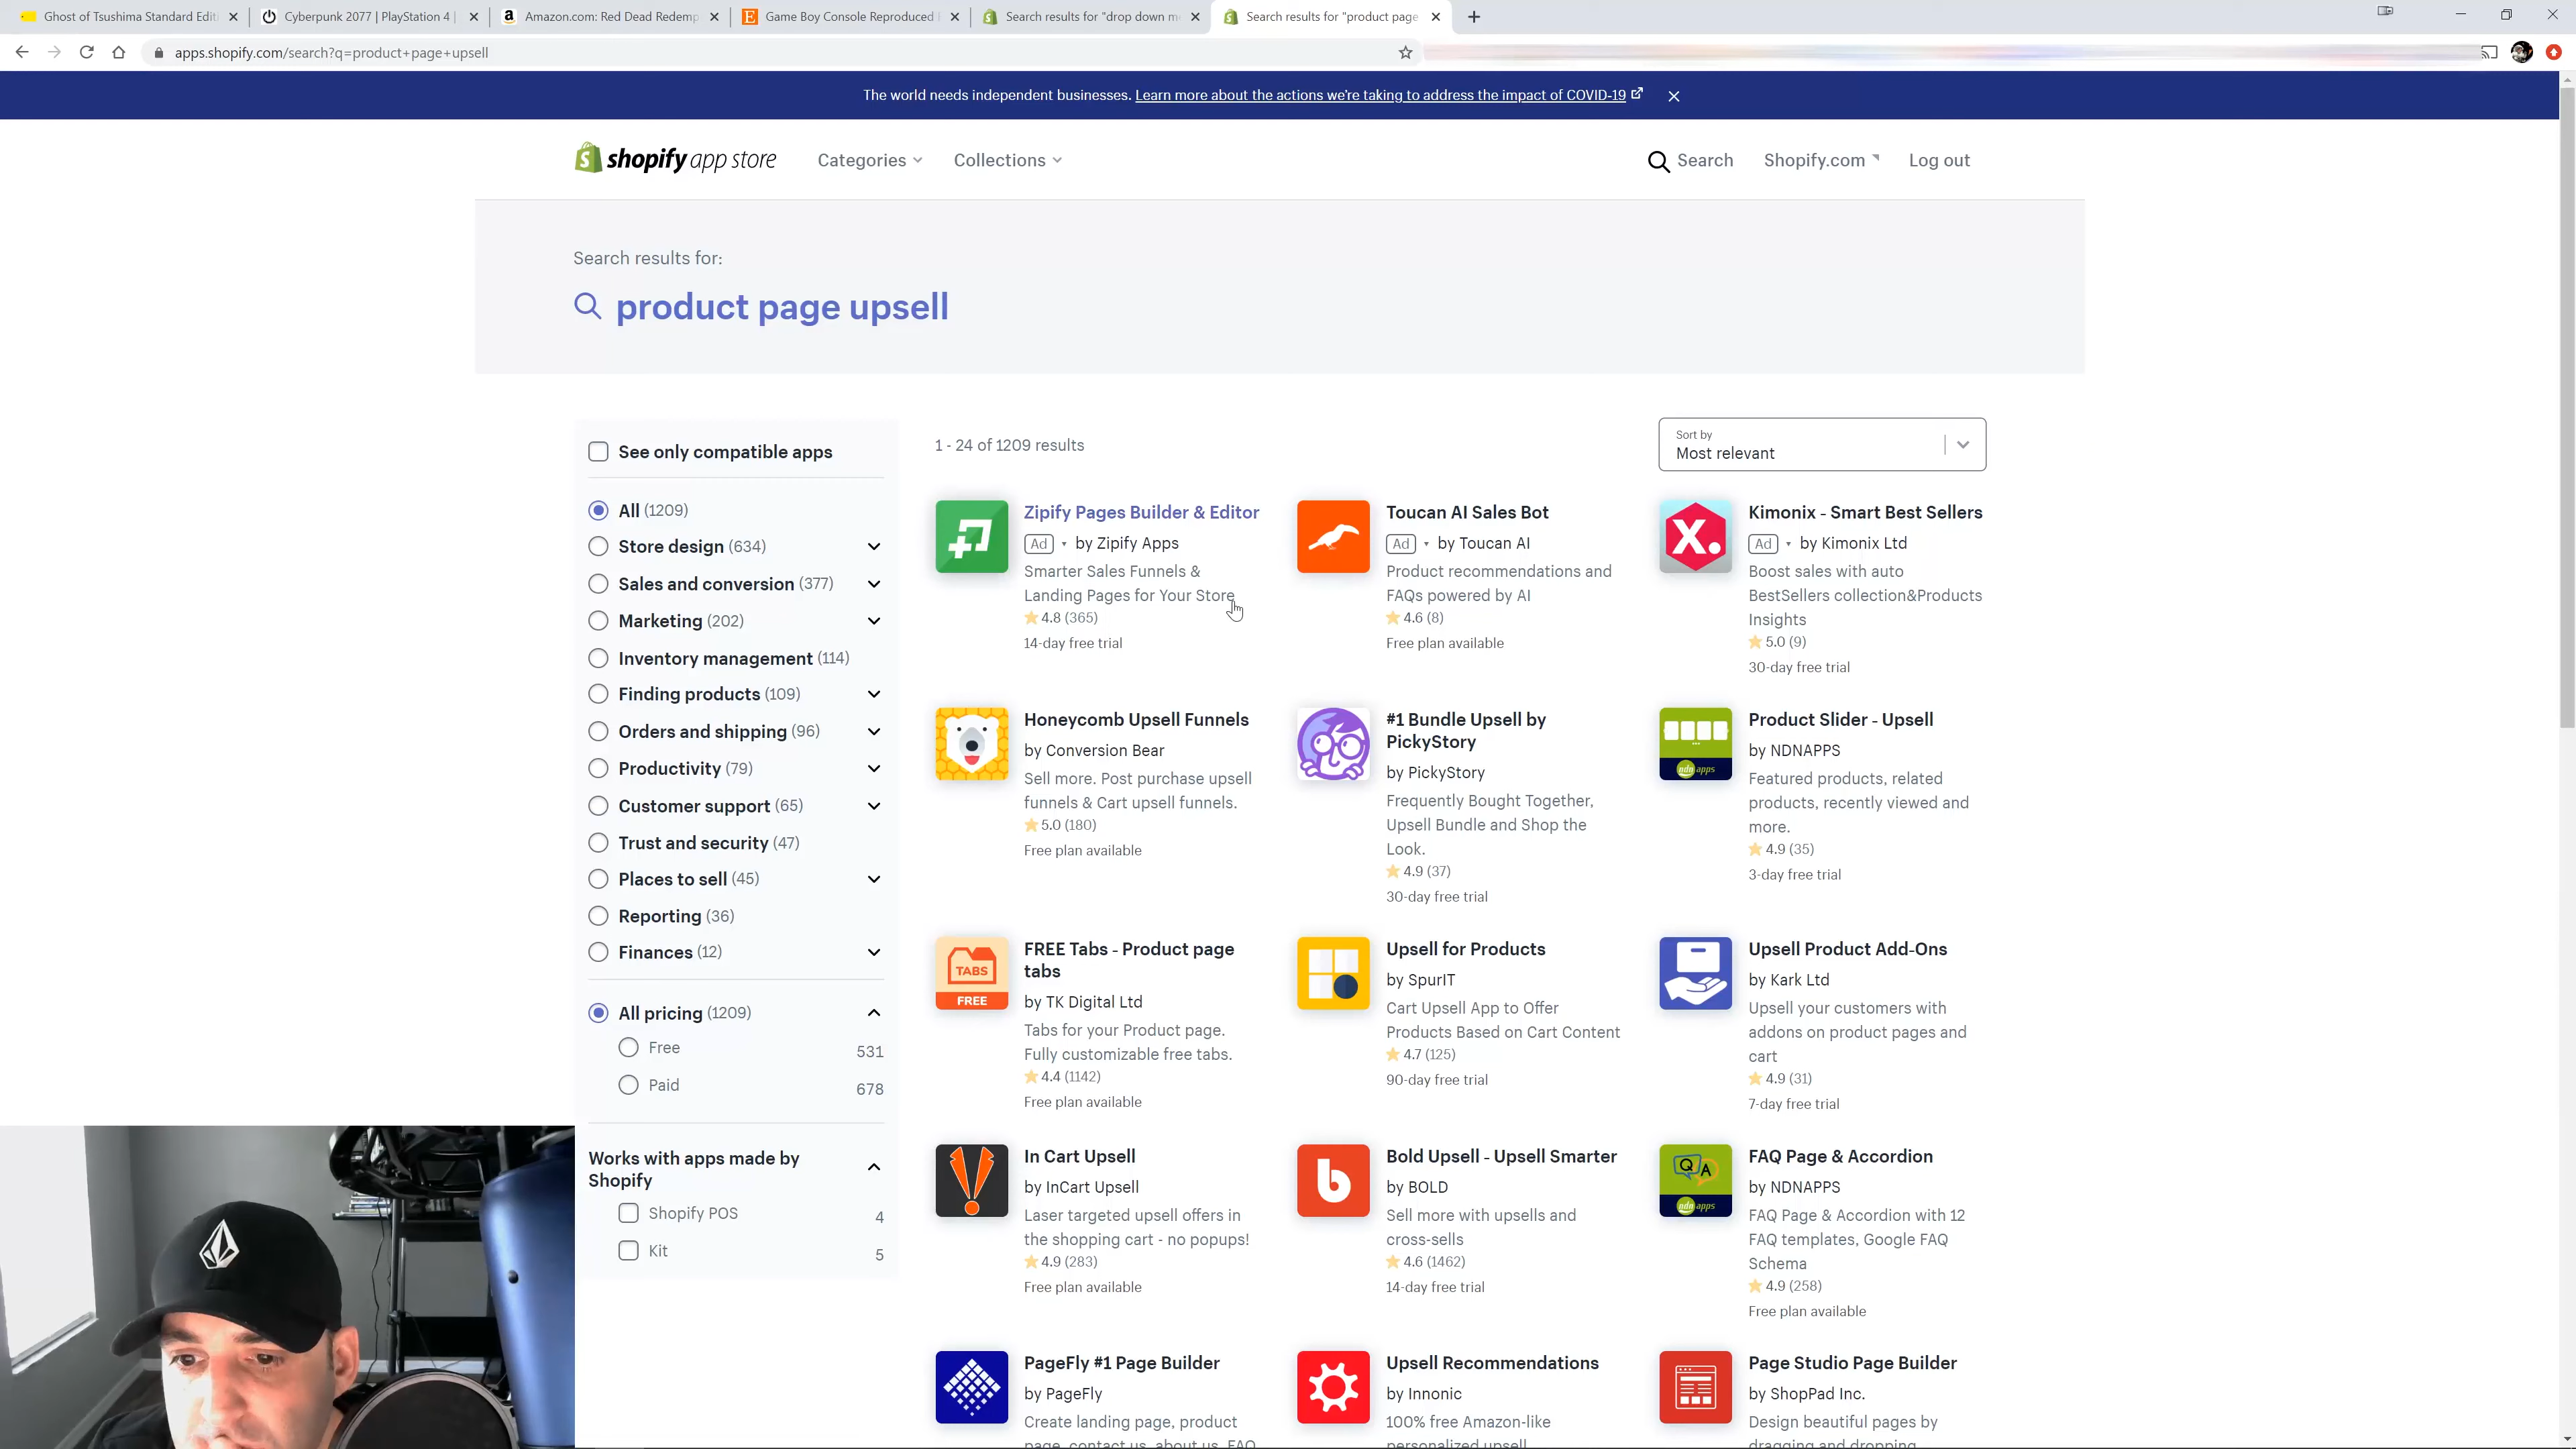 Ghost of Tsushima Standard Edit
Cyberpunk 2077 | PlayStation 4 |
Amazon.com: Red Dead Redemp
Game Boy Console Reproduced
Search results for "drop down m
Search results for "product page
apps.shopify.com/search?q=product+page+upsell
The world needs independent businesses. Learn more about the actions we're taking to address the impact of COVID-19
shopify app store
Categories
Collections
Search
Shopify.com
Log out
Search results for:
product page upsell
See only compatible apps
All (1209)
Store design (634)
Sales and conversion (377)
Marketing (202)
Inventory management (114)
Finding products (109)
Orders and shipping (96)
Productivity (79)
Customer support (65)
Trust and security (47)
Places to sell (45)
Reporting (36)
Finances (12)
All pricing (1209)
Free 531
Paid 678
Works with apps made by
Shopify
Shopify POS 4
Kit 5
1 - 24 of 1209 results
Sort by
Most relevant
Zipify Pages Builder & Editor
Ad by Zipify Apps
Smarter Sales Funnels &
Landing Pages for Your Store
4.8 (365)
14-day free trial
Toucan AI Sales Bot
Ad by Toucan AI
Product recommendations and
FAQs powered by AI
4.6 (8)
Free plan available
X.
Kimonix - Smart Best Sellers
Ad by Kimonix Ltd
Boost sales with auto
BestSellers collection&Products
Insights
5.0 (9)
30-day free trial
Honeycomb Upsell Funnels
by Conversion Bear
Sell more. Post purchase upsell
funnels & Cart upsell funnels.
5.0 (180)
Free plan available
#1 Bundle Upsell by
PickyStory
by PickyStory
Frequently Bought Together,
Upsell Bundle and Shop the
Look.
4.9 (37)
30-day free trial
ndn apps
Product Slider - Upsell
by NDNAPPS
Featured products, related
products, recently viewed and
more.
4.9 (35)
3-day free trial
TABS
FREE
FREE Tabs - Product page
tabs
by TK Digital Ltd
Tabs for your Product page.
Fully customizable free tabs.
4.4 (1142)
Free plan available
Upsell for Products
by SpurIT
Cart Upsell App to Offer
Products Based on Cart Content
4.7 (125)
90-day free trial
Upsell Product Add-Ons
by Kark Ltd
Upsell your customers with
addons on product pages and
cart
4.9 (31)
7-day free trial
In Cart Upsell
by InCart Upsell
Laser targeted upsell offers in
the shopping cart - no popups!
4.9 (283)
Free plan available
b
Bold Upsell - Upsell Smarter
by BOLD
Sell more with upsells and
cross-sells
4.6 (1462)
14-day free trial
Q A
ndn apps
FAQ Page & Accordion
by NDNAPPS
FAQ Page & Accordion with 12
FAQ templates, Google FAQ
Schema
4.9 (258)
Free plan available
PageFly #1 Page Builder
by PageFly
Create landing page, product
page, contact us, about us, FAQ
Upsell Recommendations
by Innonic
100% free Amazon-like
personalized upsell
Page Studio Page Builder
by ShopPad Inc.
Design beautiful pages by
dragging and dropping